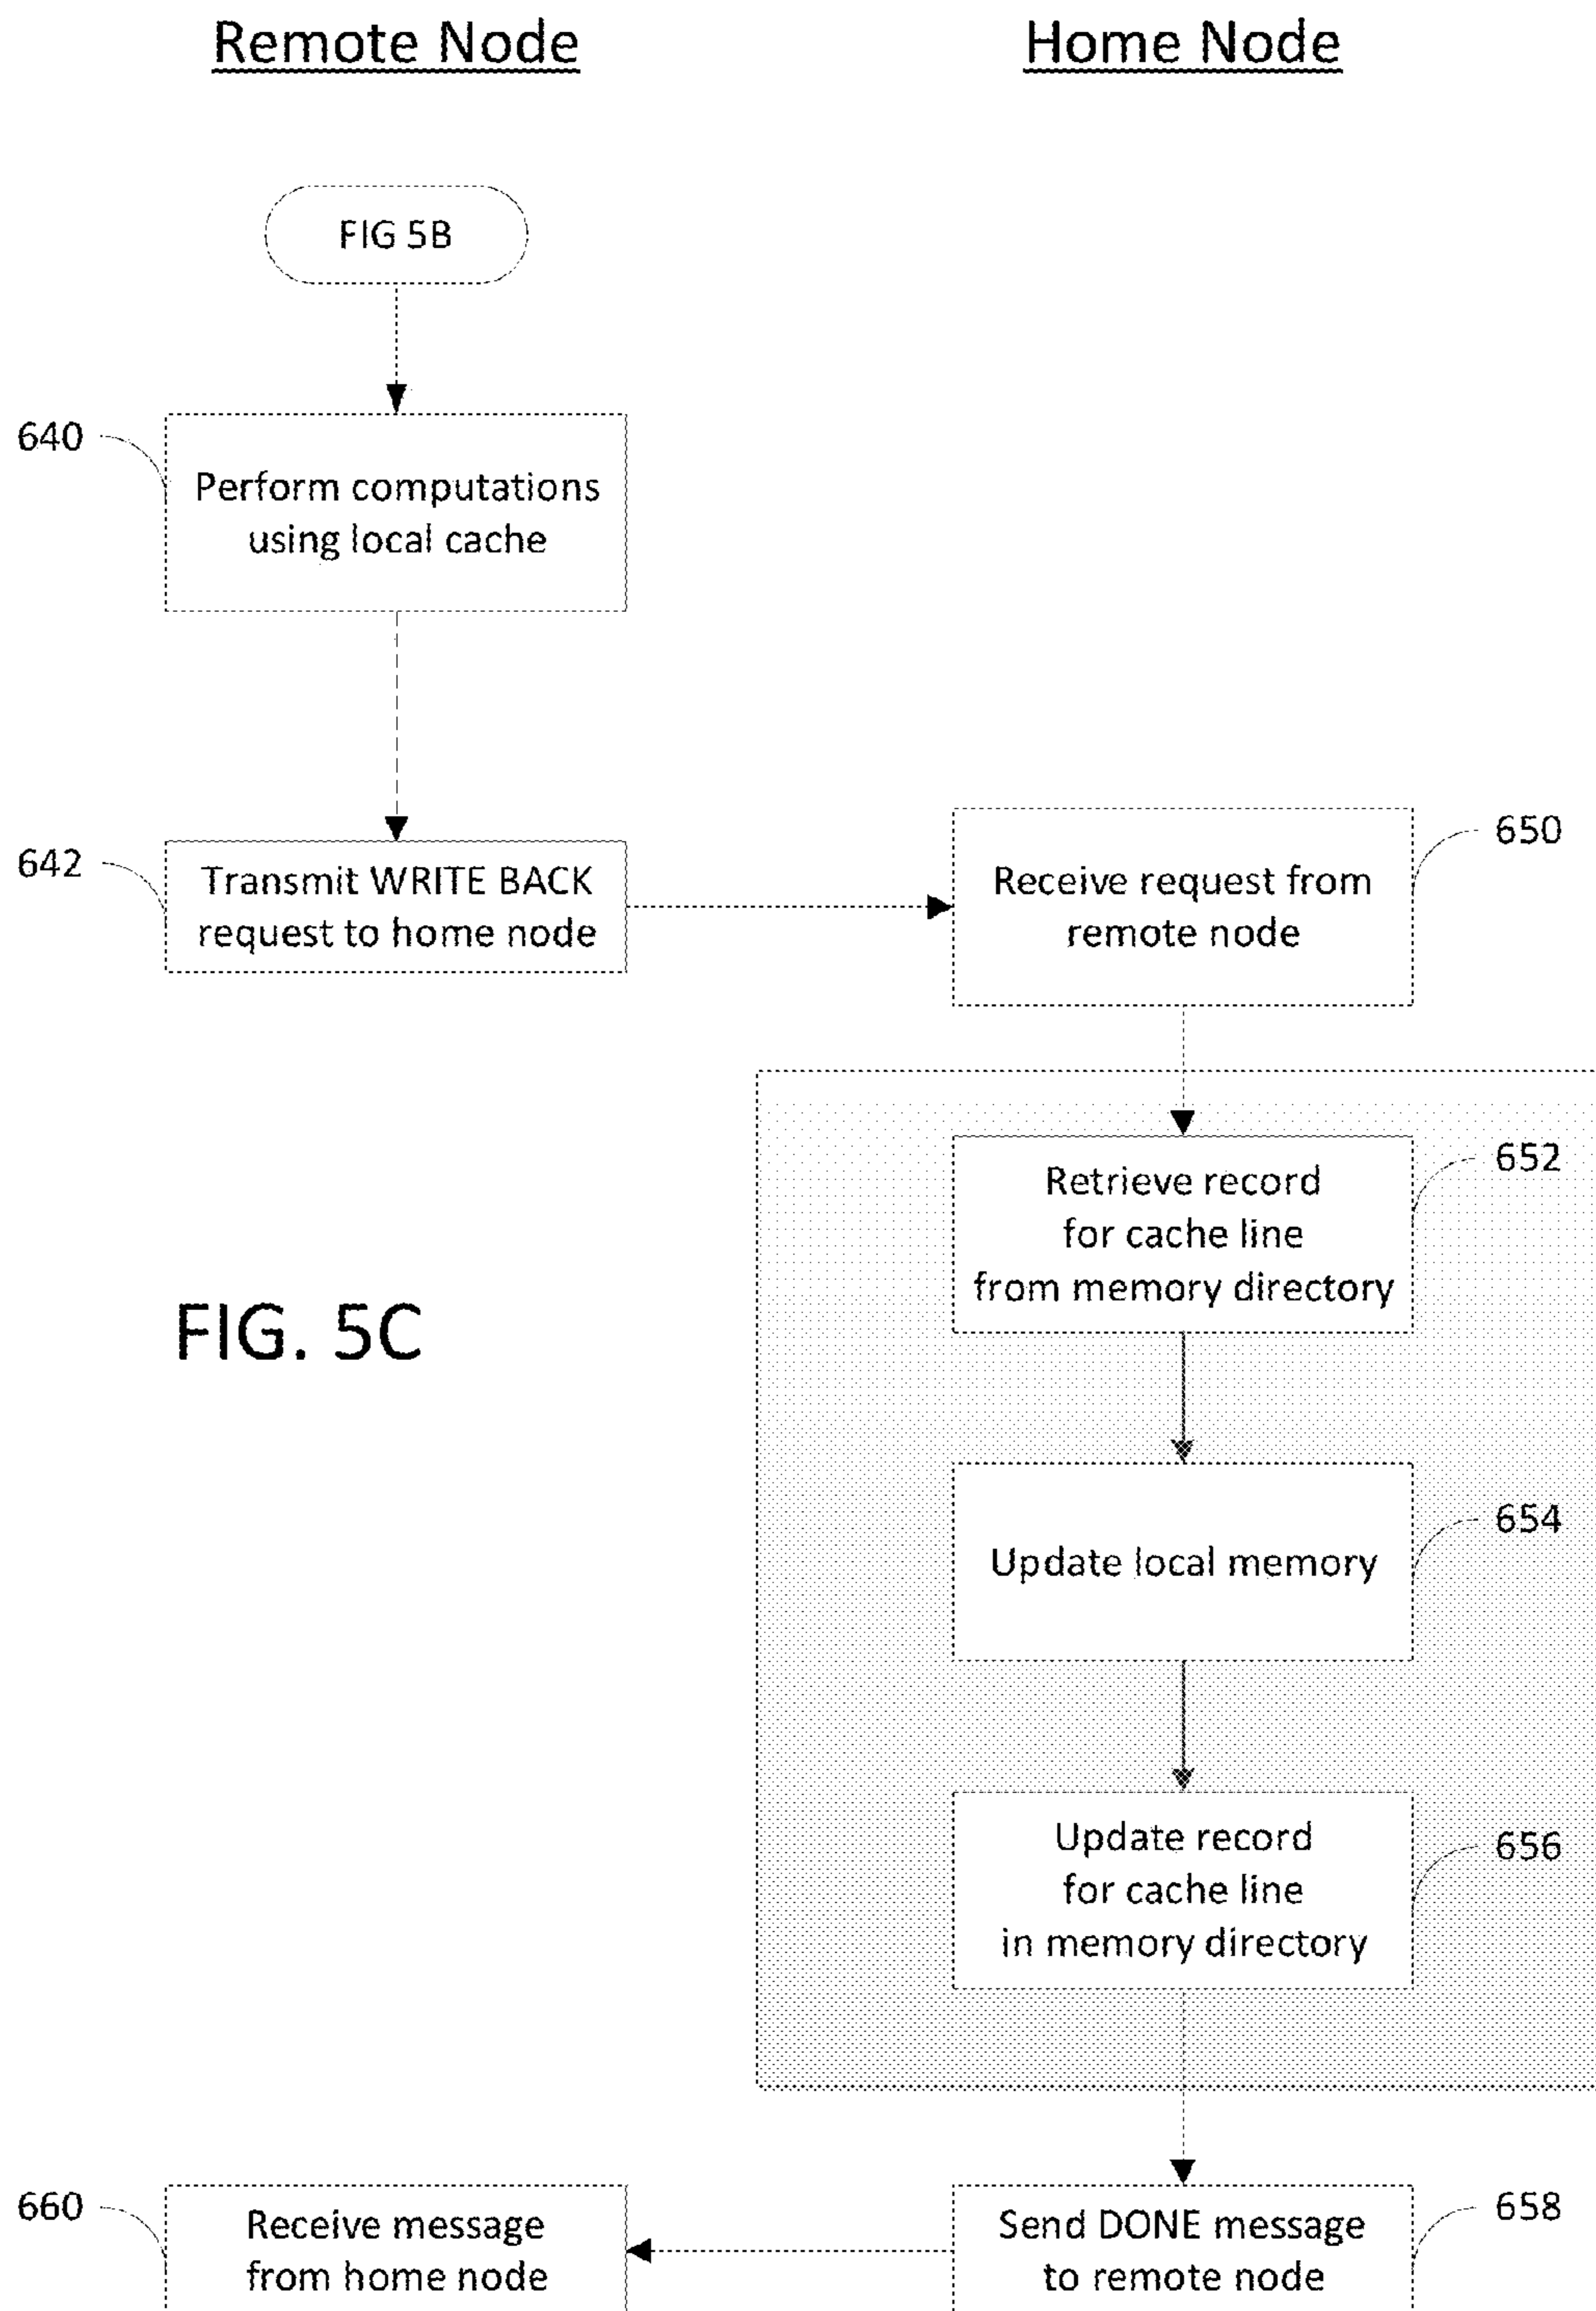 Remote Node
Home Node
FIG 5B
640
Perform computations
using local cache
642
Transmit WRITE BACK
request to home node
650
Receive request from
remote node
652
Retrieve record
for cache line
from memory directory
FIG. 5C
654
Update local memory
656
Update record
for cache line
in memory directory
660
Receive message
from home node
658
Send DONE message
to remote node